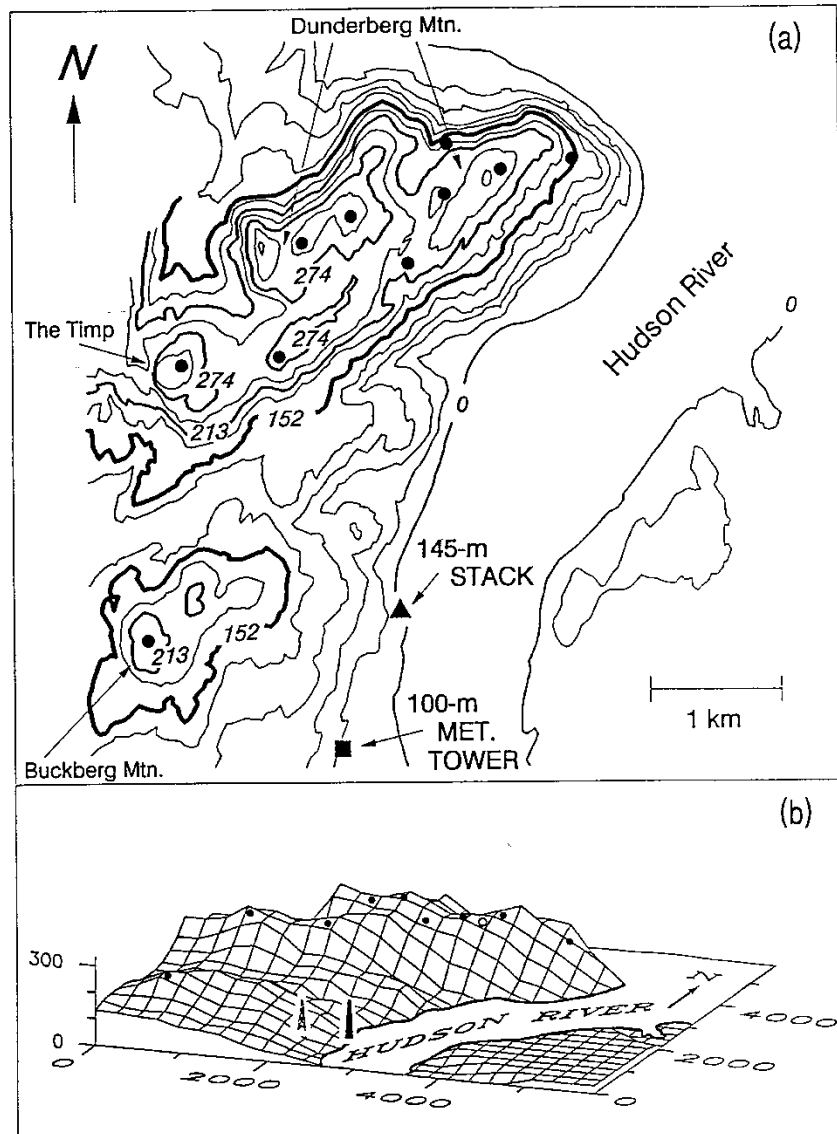 Dunderberg Mtn.
(a)
N
274
The Timp
274
274
Hudson River
0
0
213
152
145-m
STACK
152
213
100-m
MET.
TOWER
1 km
Buckberg Mtn.
(b)
300
0
N
HUDSON RIVER
0
2000
4000
0
2000
4000